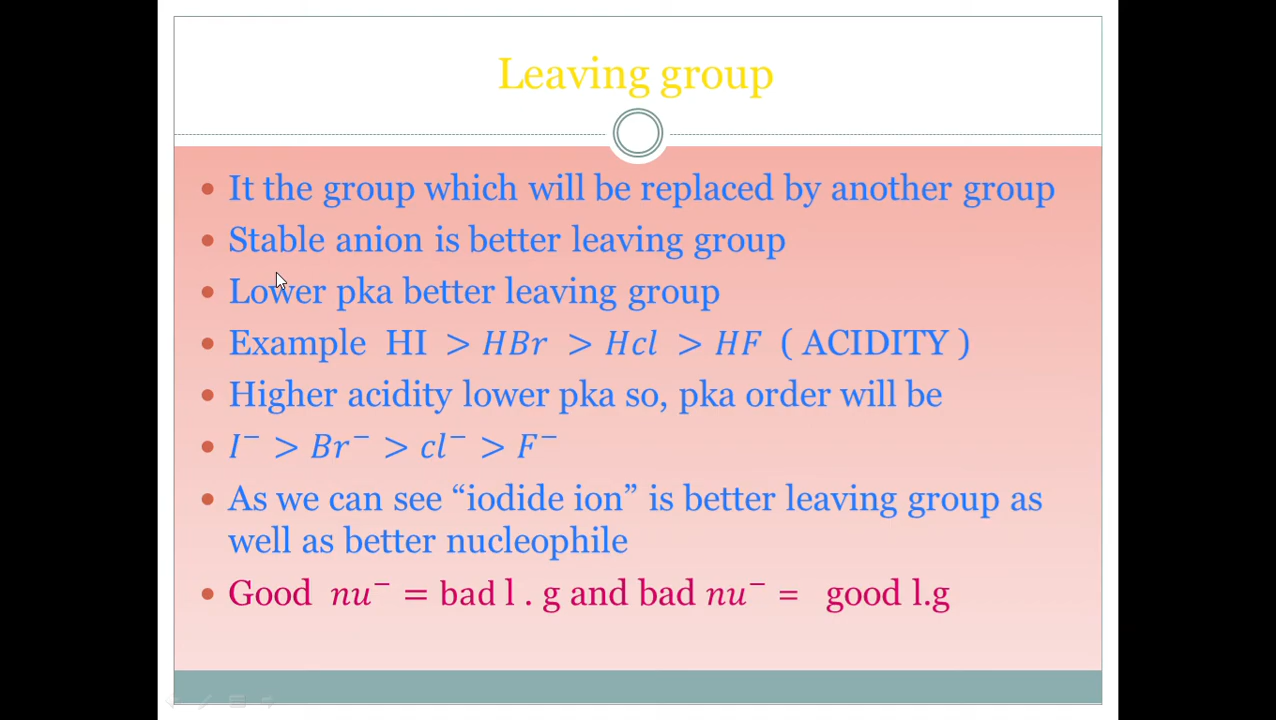 Leaving group
• It the group which will be replaced by another group
• Stable anion is better leaving group
• Lower pka better leaving group
• Example HI > HBr > Hcl > HF ( ACIDITY )
• Higher acidity lower pka so, pka order will be
• I⁻ > Br⁻ > cl⁻ > F⁻
• As we can see “iodide ion” is better leaving group as
well as better nucleophile
• Good nu⁻ = bad l . g and bad nu⁻ = good l.g